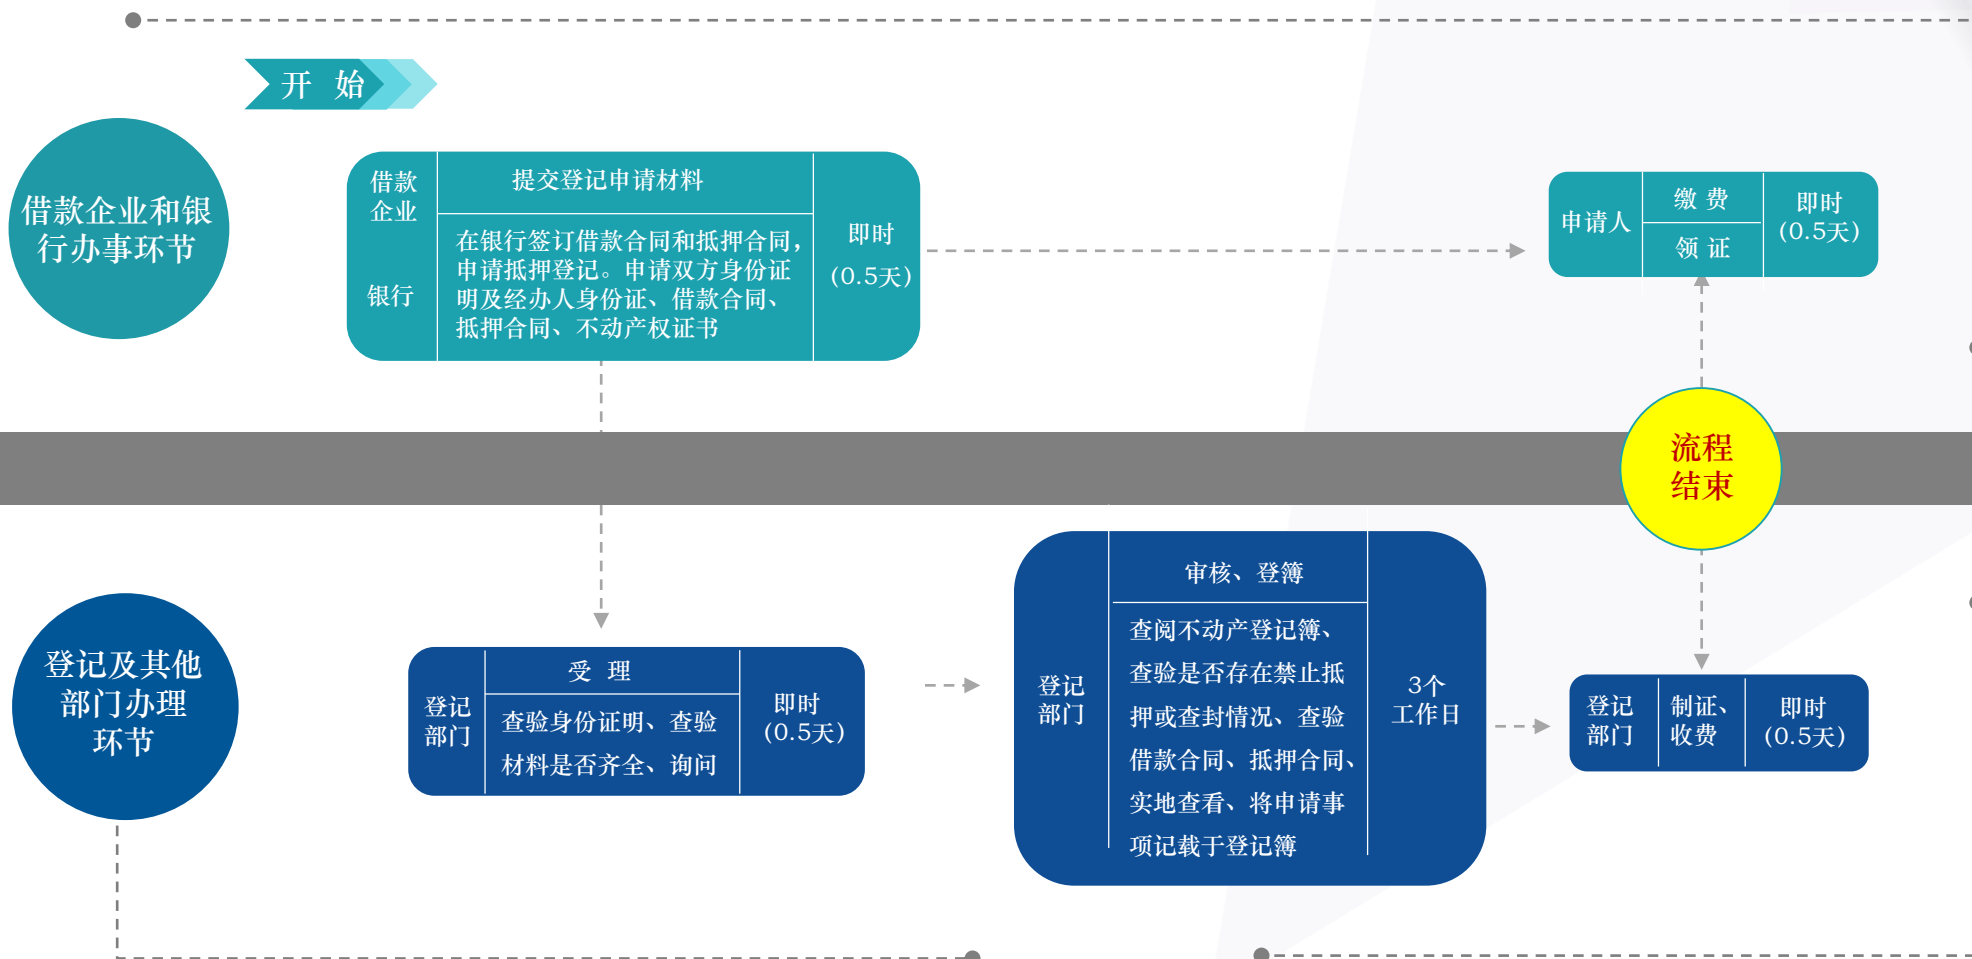 开 始
借款企业和银
行办事环节
借款
企业
银行
提交登记申请材料
在银行签订借款合同和抵押合同，
申请抵押登记。申请双方身份证
明及经办人身份证、借款合同、
抵押合同、不动产权证书
即时
(0.5天)
申请人
缴 费
领 证
即时
(0.5天)
流程
结束
登记及其他
部门办理
环节
登记
部门
受 理
查验身份证明、查验
材料是否齐全、询问
即时
(0.5天)
登记
部门
审核、登簿
查阅不动产登记簿、
查验是否存在禁止抵
押或查封情况、查验
借款合同、抵押合同、
实地查看、将申请事
项记载于登记簿
3个
工作日
登记
部门
制证、
收费
即时
(0.5天)